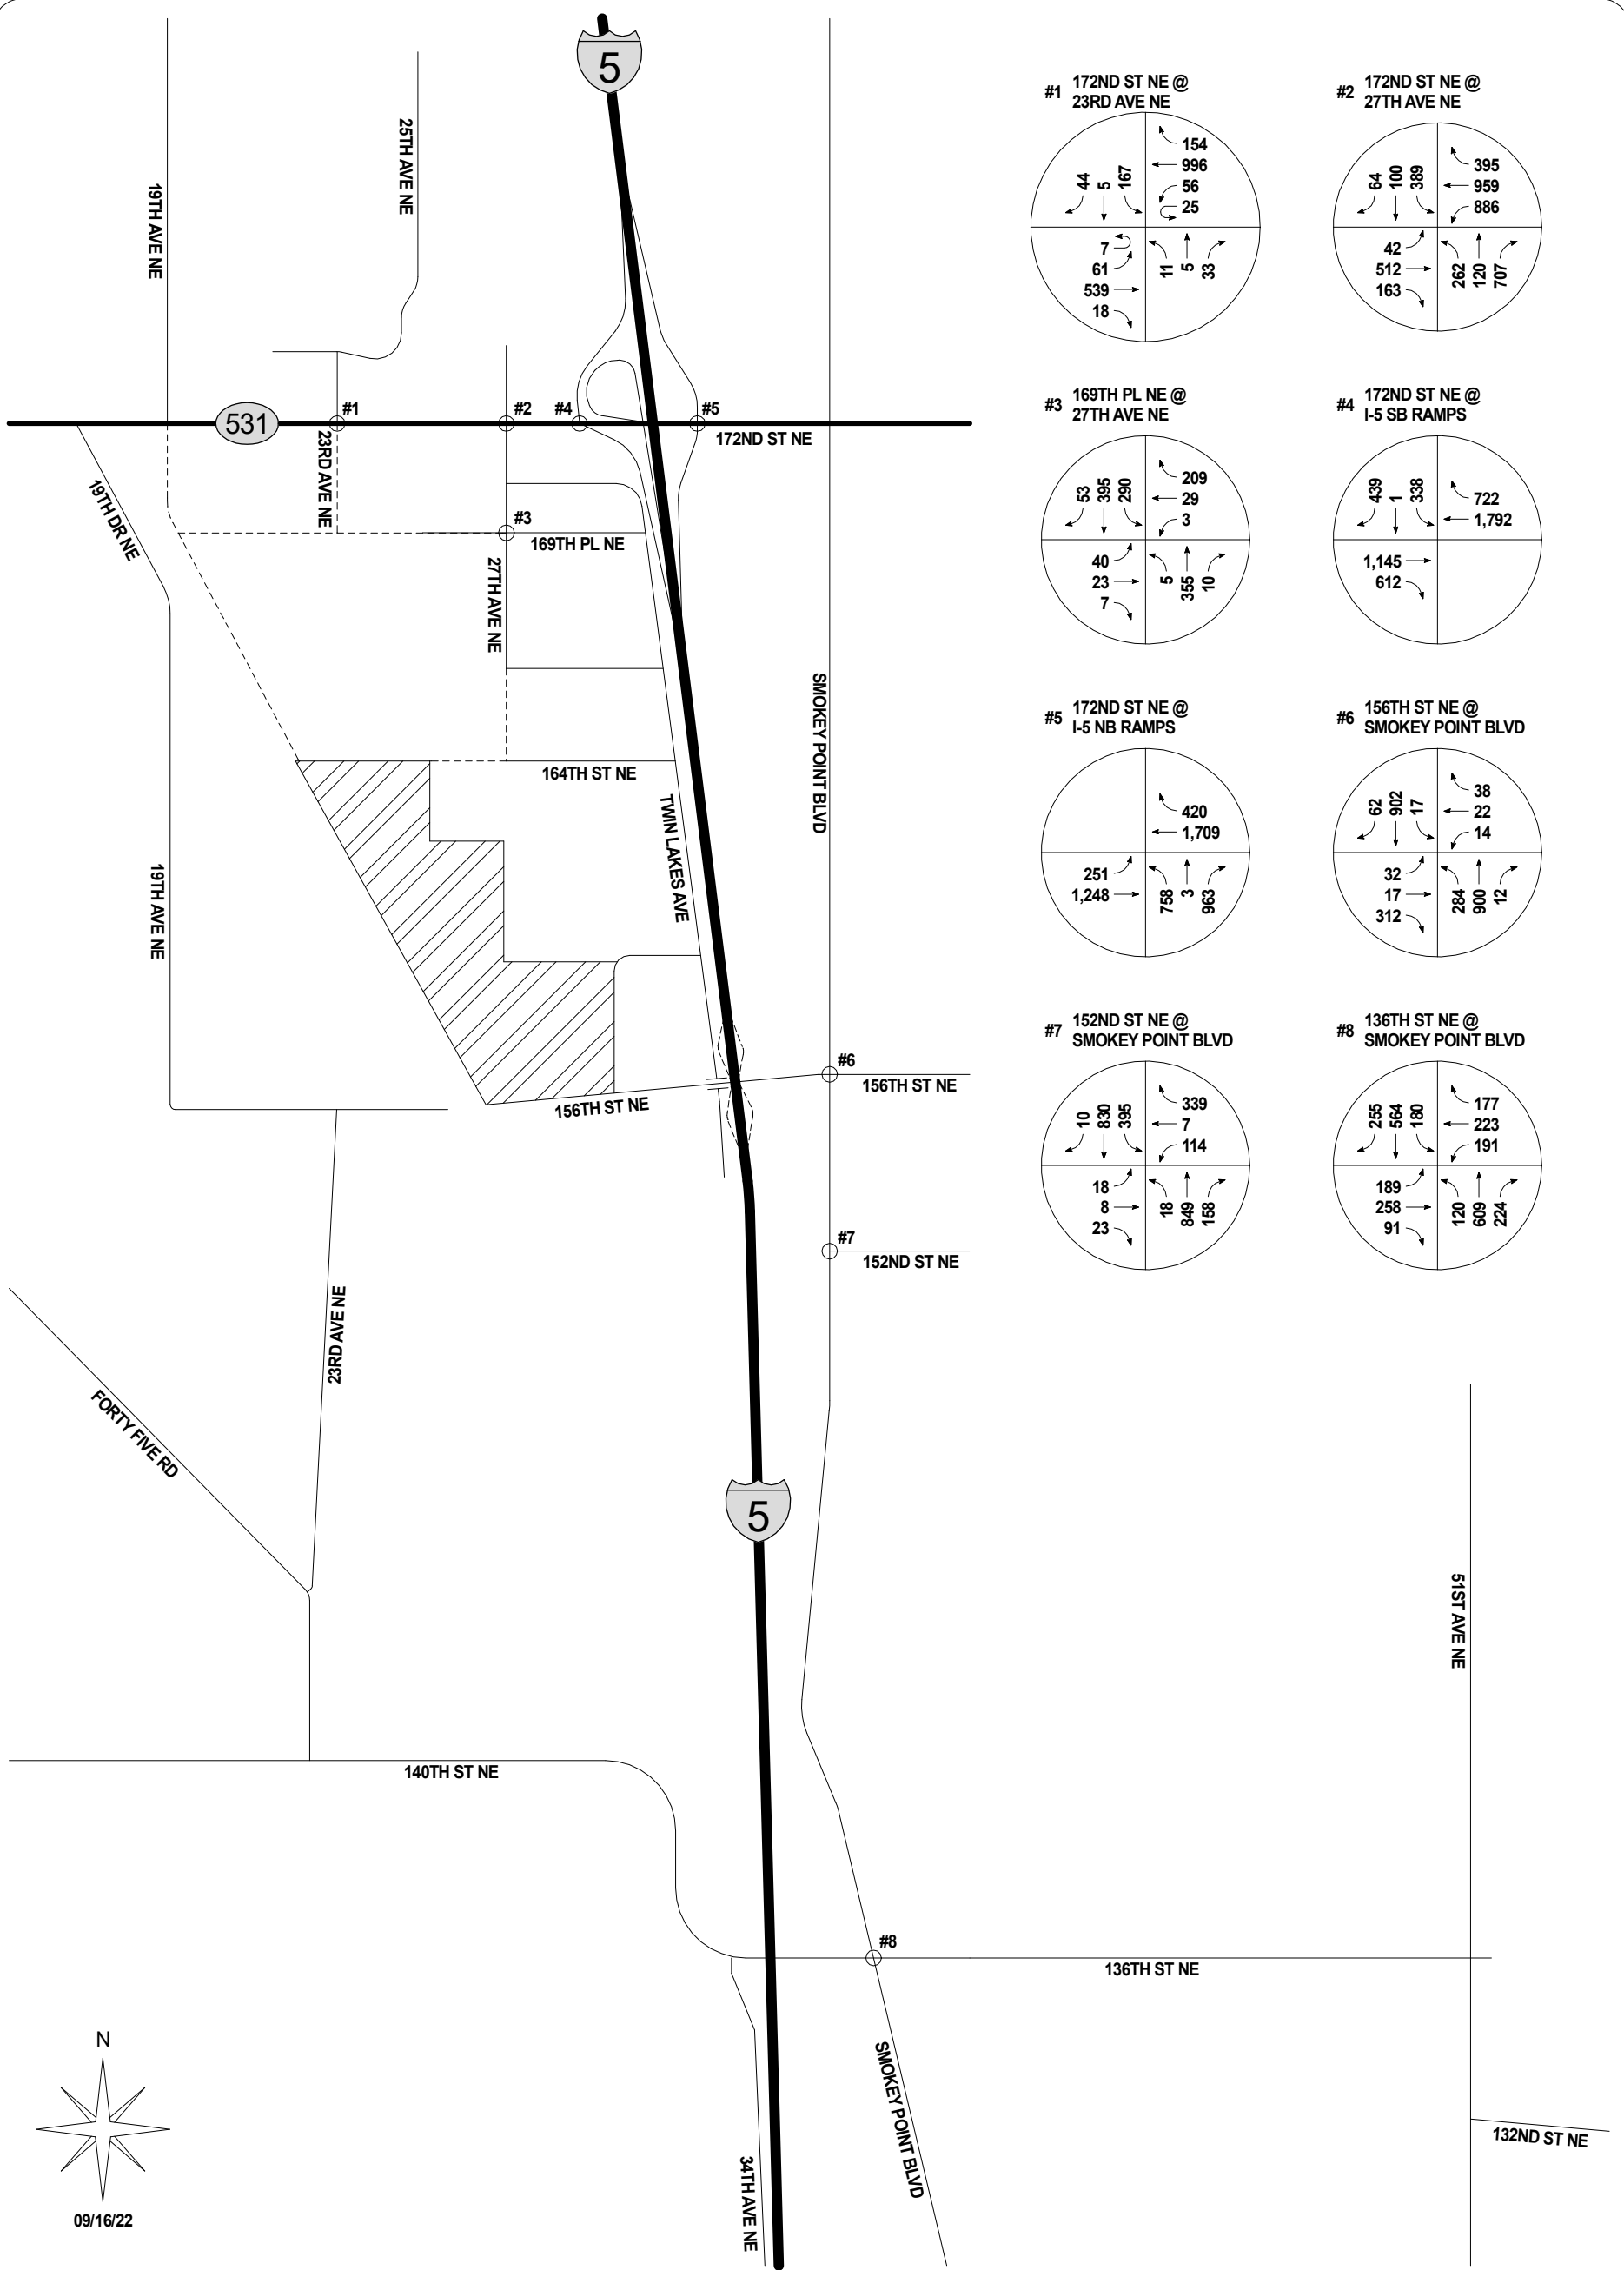 5
25TH AVE NE
19TH AVE NE
531
#1
#2
#4
#5
172ND ST NE
23RD AVE NE
19TH DR NE
#3
169TH PL NE
27TH AVE NE
SMOKEY POINT BLVD
164TH ST NE
TWIN LAKES AVE
19TH AVE NE
#6
156TH ST NE
156TH ST NE
#7
152ND ST NE
23RD AVE NE
FORTY FIVE RD
5
51ST AVE NE
140TH ST NE
#8
136TH ST NE
SMOKEY POINT BLVD
34TH AVE NE
132ND ST NE
N
09/16/22
#1 172ND ST NE @
23RD AVE NE
154
996
56
25
44 5 167
7
61
539
18
11 5 33
#2 172ND ST NE @
27TH AVE NE
395
959
886
64 100 389
42
512
163
262 120 707
#3 169TH PL NE @
27TH AVE NE
209
29
3
53 395 290
40
23
7
5 355 10
#4 172ND ST NE @
I-5 SB RAMPS
722
1,792
439 1 338
1,145
612
#5 172ND ST NE @
I-5 NB RAMPS
420
1,709
251
1,248
758 3 963
#6 156TH ST NE @
SMOKEY POINT BLVD
38
22
14
62 902 17
32
17
312
284 900 12
#7 152ND ST NE @
SMOKEY POINT BLVD
339
7
114
10 830 395
18
8
23
18 849 158
#8 136TH ST NE @
SMOKEY POINT BLVD
177
223
191
255 564 180
189
258
91
120 609 224